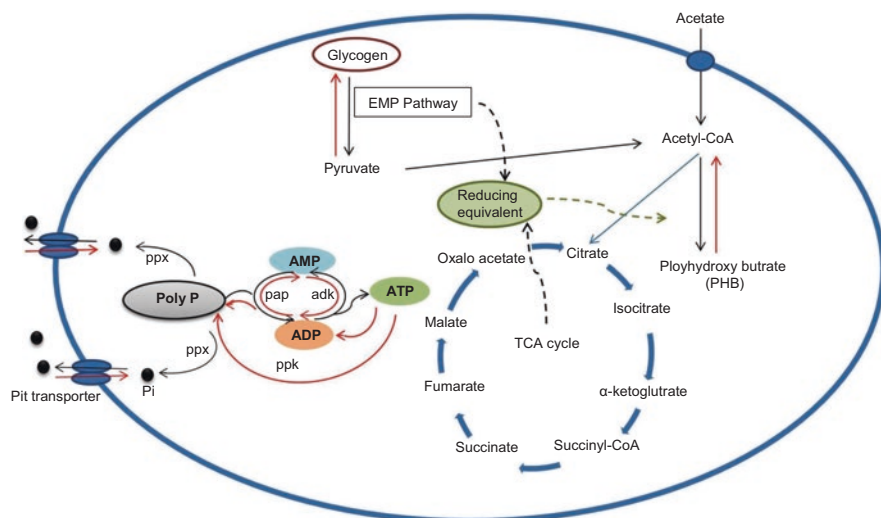 Acetate
Glycogen
EMP Pathway
Acetyl-CoA
Pyruvate
Reducing
equivalent
Oxalo acetate
Citrate
Ployhydroxy butrate
(PHB)
ppx
AMP
Poly P
pap
adk
ATP
Isocitrate
ADP
Malate
TCA cycle
ppx
ppk
Pit transporter
Pi
Fumarate
α-ketoglutrate
Succinate
Succinyl-CoA